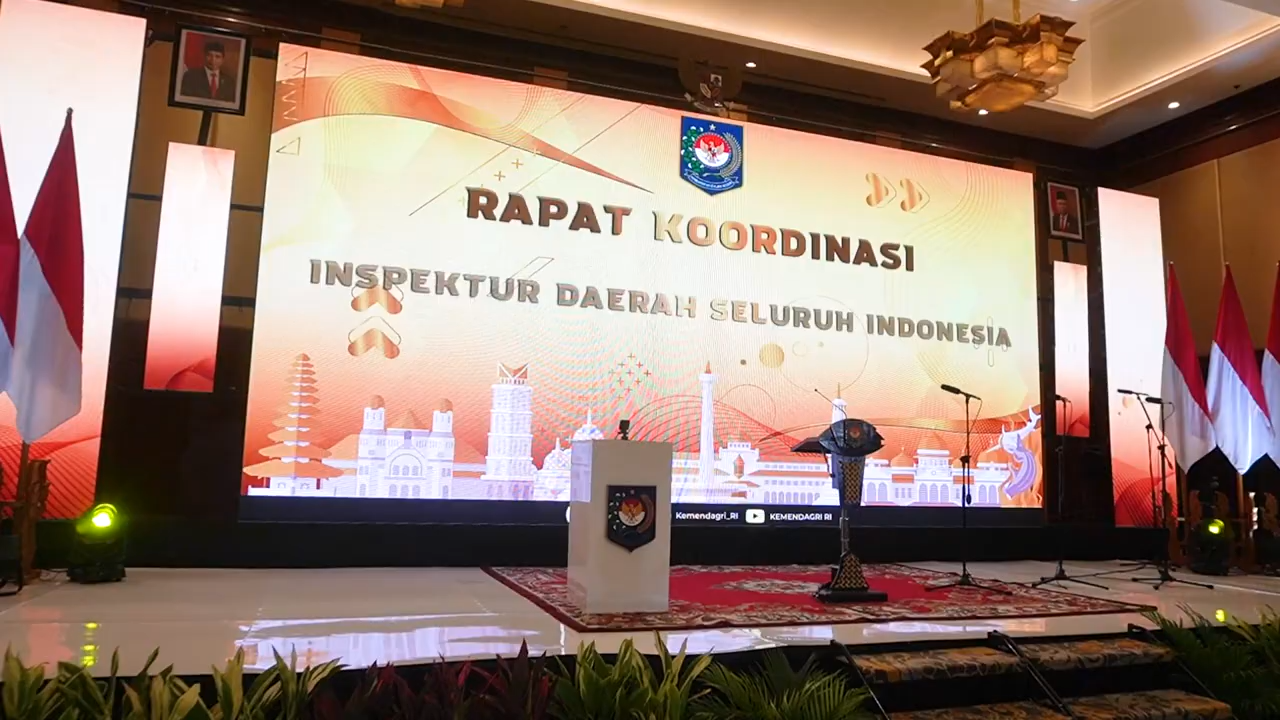 RAPAT KOORDINASI
INSPEKTUR DAERAH SELURUH INDONESIA
Kemendagri_RI KEMENDAGRI RI